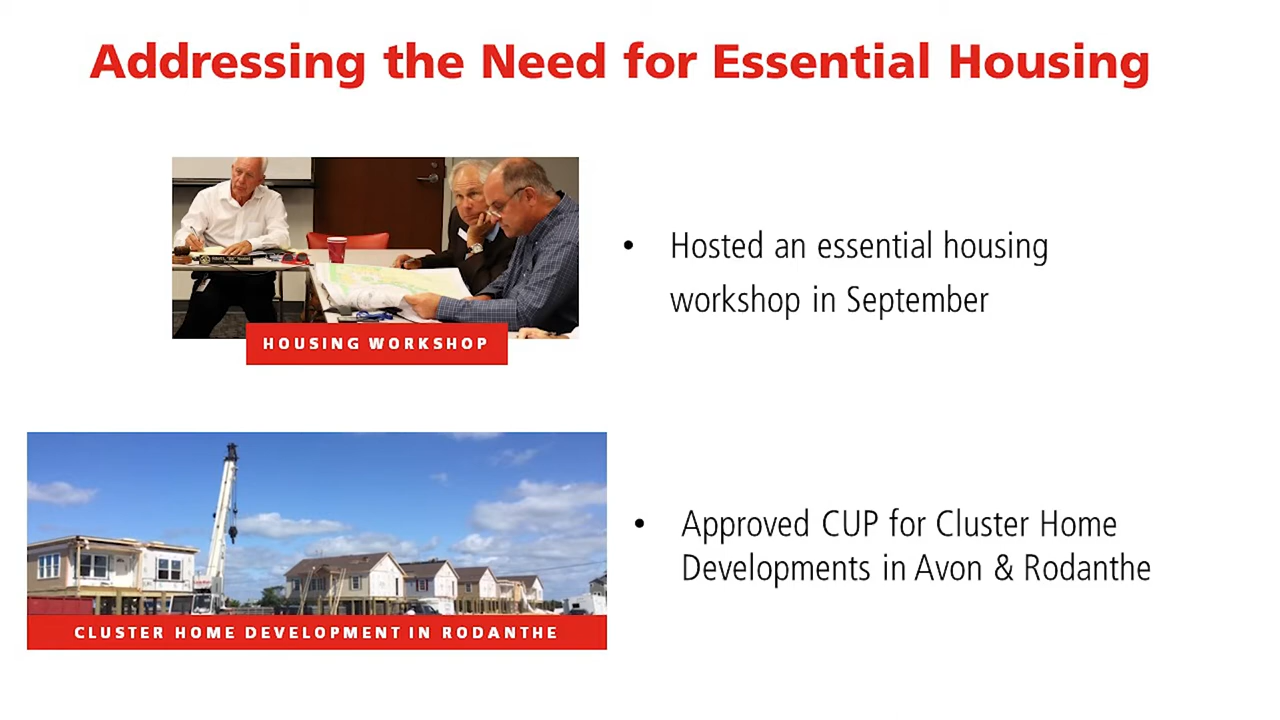 Addressing the Need for Essential Housing
HOUSING WORKSHOP
• Hosted an essential housing
workshop in September
CLUSTER HOME DEVELOPMENT IN RODANTHE
• Approved CUP for Cluster Home
Developments in Avon & Rodanthe